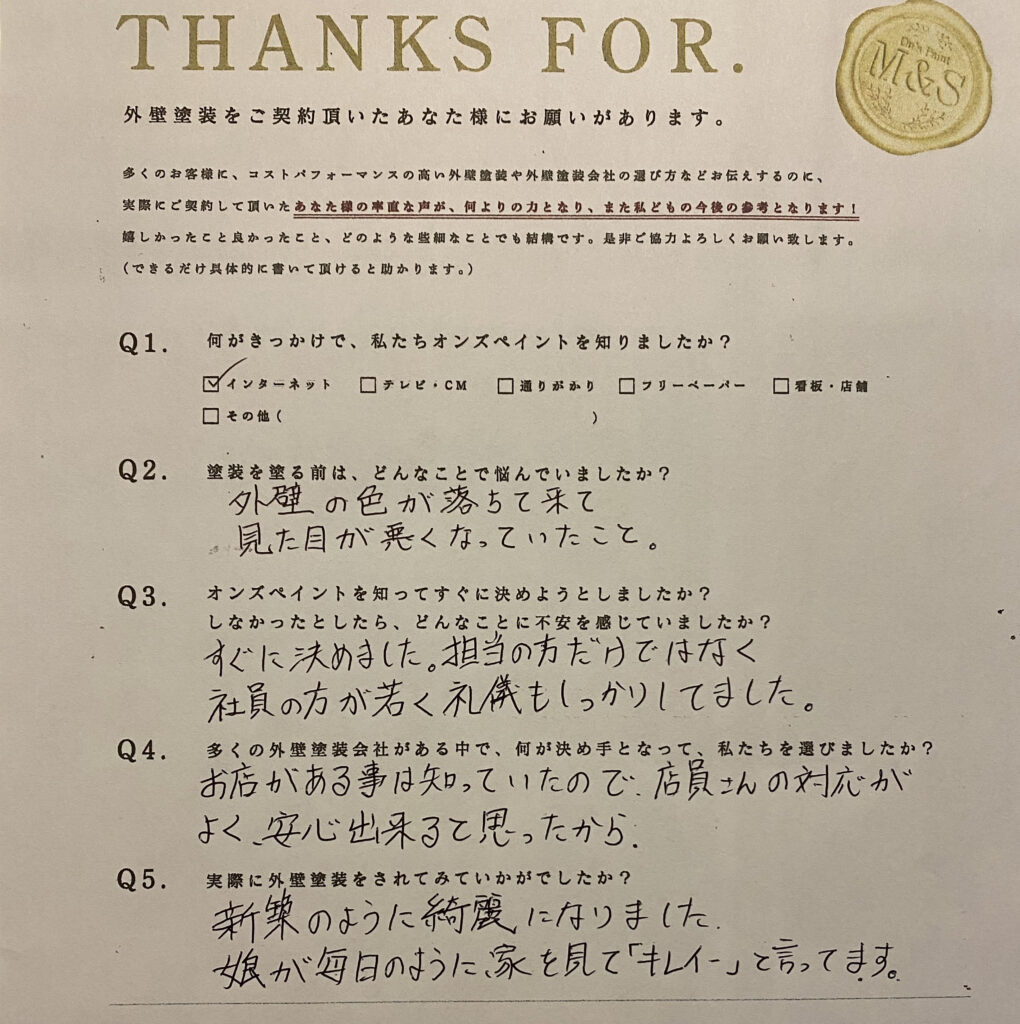 THANKS FOR.
On's Paint
M&S
外壁塗装をご契約頂いたあなた様にお願いがあります。
多くのお客様に、コストパフォーマンスの高い外壁塗装や外壁塗装会社の選び方などお伝えするのに、
実際にご契約して頂いたあなた様の率直な声が、何よりの力となり、また私どもの今後の参考となります！
嬉しかったこと良かったこと、どのような些細なことでも結構です。是非ご協力よろしくお願い致します。
（できるだけ具体的に書いて頂けると助かります。）
Q1. 何がきっかけで、私たちオンズペイントを知りましたか？
☑インターネット □テレビ・CM □通りがかり □フリーペーパー □看板・店舗
□その他（ ）
Q2. 塗装を塗る前は、どんなことで悩んでいましたか？
外壁の色が落ちて来て
見た目が悪くなっていたこと。
Q3. オンズペイントを知ってすぐに決めようとしましたか？
しなかったとしたら、どんなことに不安を感じていましたか？
すぐに決めました。担当の方だけではなく
社員の方が若く礼儀もしっかりしてました。
Q4. 多くの外壁塗装会社がある中で、何が決め手となって、私たちを選びましたか？
お店がある事は知っていたので、店員さんの対応が
よく、安心出来ると思ったから.
Q5. 実際に外壁塗装をされてみていかがでしたか？
新築のように綺麗になりました.
娘が毎日のように、家を見て「キレイー」と言ってます。